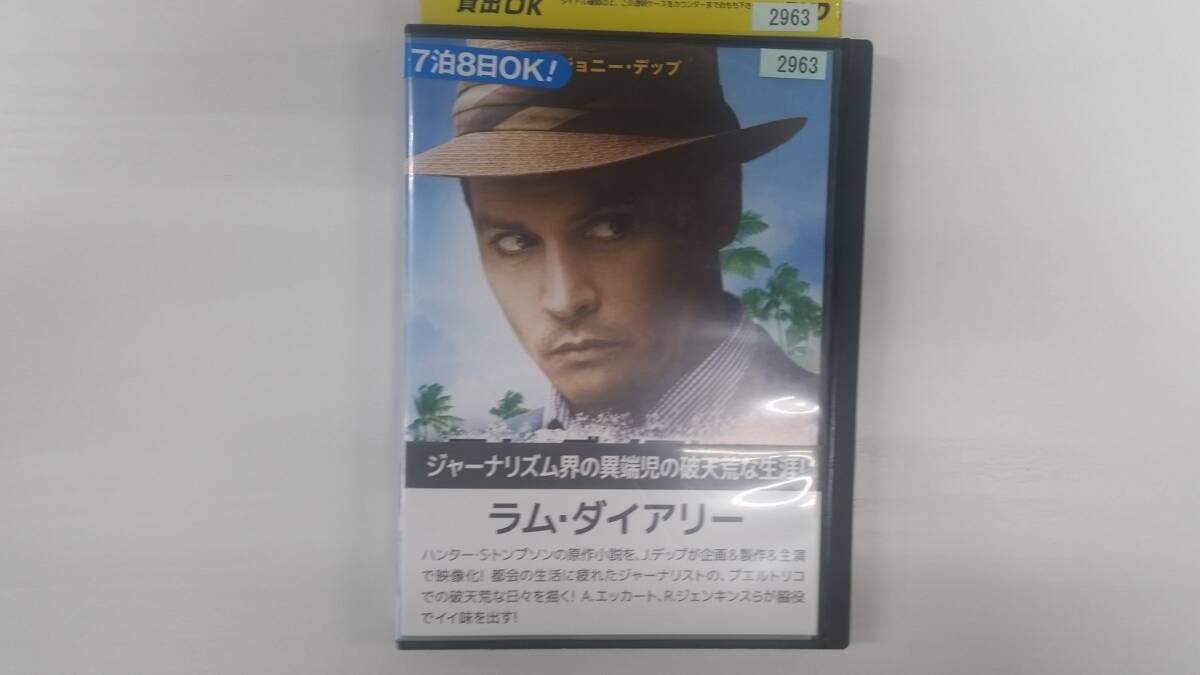 貸出OK
2963
7泊8日OK!
ジョニー・デップ
2963
ジャーナリズム界の異端児の破天荒な生涯!
ラム・ダイアリー
ハンター・S・トンプソンの原作小説を、J.デップが企画&製作&主演
で映像化! 都会の生活に疲れたジャーナリストの、プエルトリコ
での破天荒な日々を描く! A.エッカート、R.ジェンキンスらが脇役
でイイ味を出す!